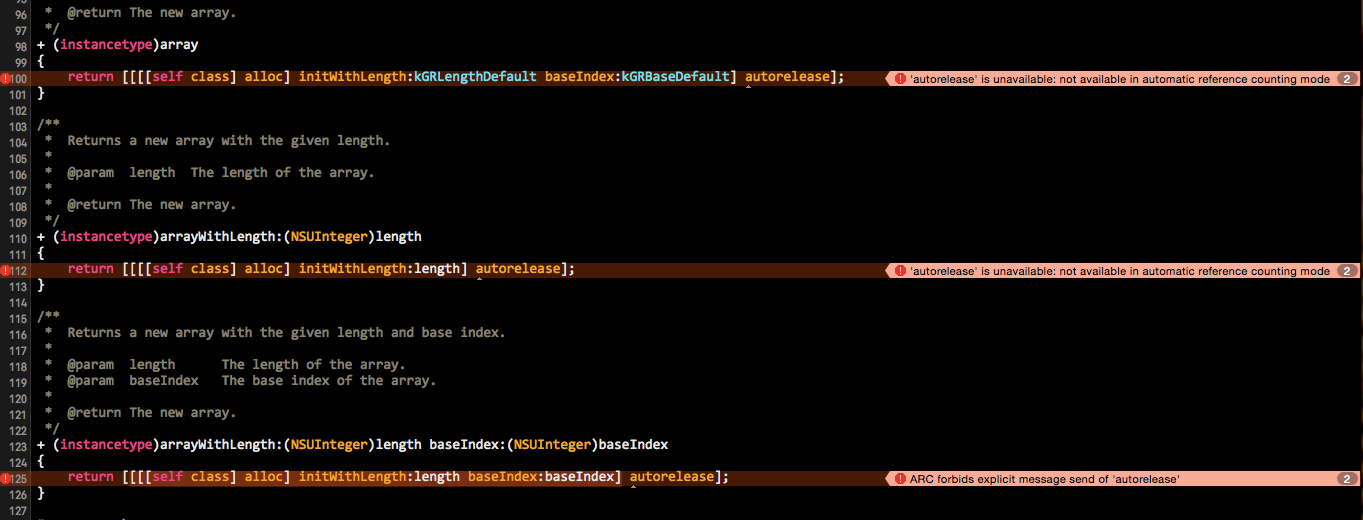 96 * @return The new array.
97 */
98 + (instancetype)array
99 {
100 return [[[[self class] alloc] initWithLength:kGRLengthDefault baseIndex:kGRBaseDefault] autorelease]; 'autorelease' is unavailable: not available in automatic reference counting mode 2
101 }
102
103 /**
104 * Returns a new array with the given length.
105 *
106 * @param length The length of the array.
107 *
108 * @return The new array.
109 */
110 + (instancetype)arrayWithLength:(NSUInteger)length
111 {
112 return [[[[self class] alloc] initWithLength:length] autorelease]; 'autorelease' is unavailable: not available in automatic reference counting mode 2
113 }
114
115 /**
116 * Returns a new array with the given length and base index.
117 *
118 * @param length The length of the array.
119 * @param baseIndex The base index of the array.
120 *
121 * @return The new array.
122 */
123 + (instancetype)arrayWithLength:(NSUInteger)length baseIndex:(NSUInteger)baseIndex
124 {
125 return [[[[self class] alloc] initWithLength:length baseIndex:baseIndex] autorelease]; ARC forbids explicit message send of 'autorelease' 2
126 }
127